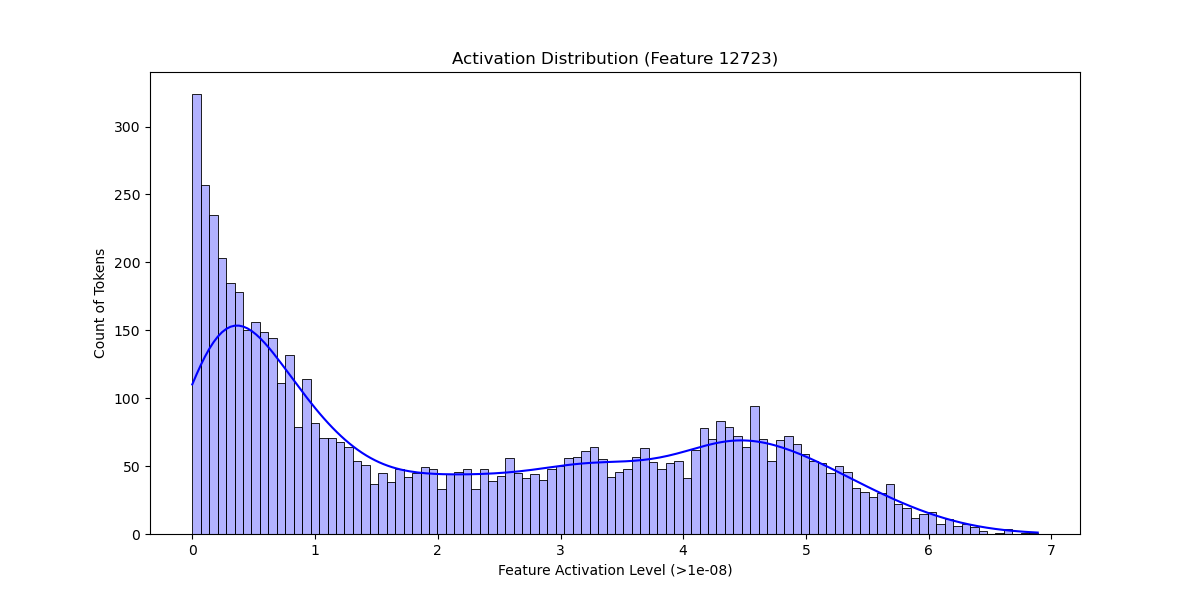 Activation Distribution (Feature 12723)
300
250
200
150
100
50
0
Count of Tokens
0 1 2 3 4 5 6 7
Feature Activation Level (>1e-08)